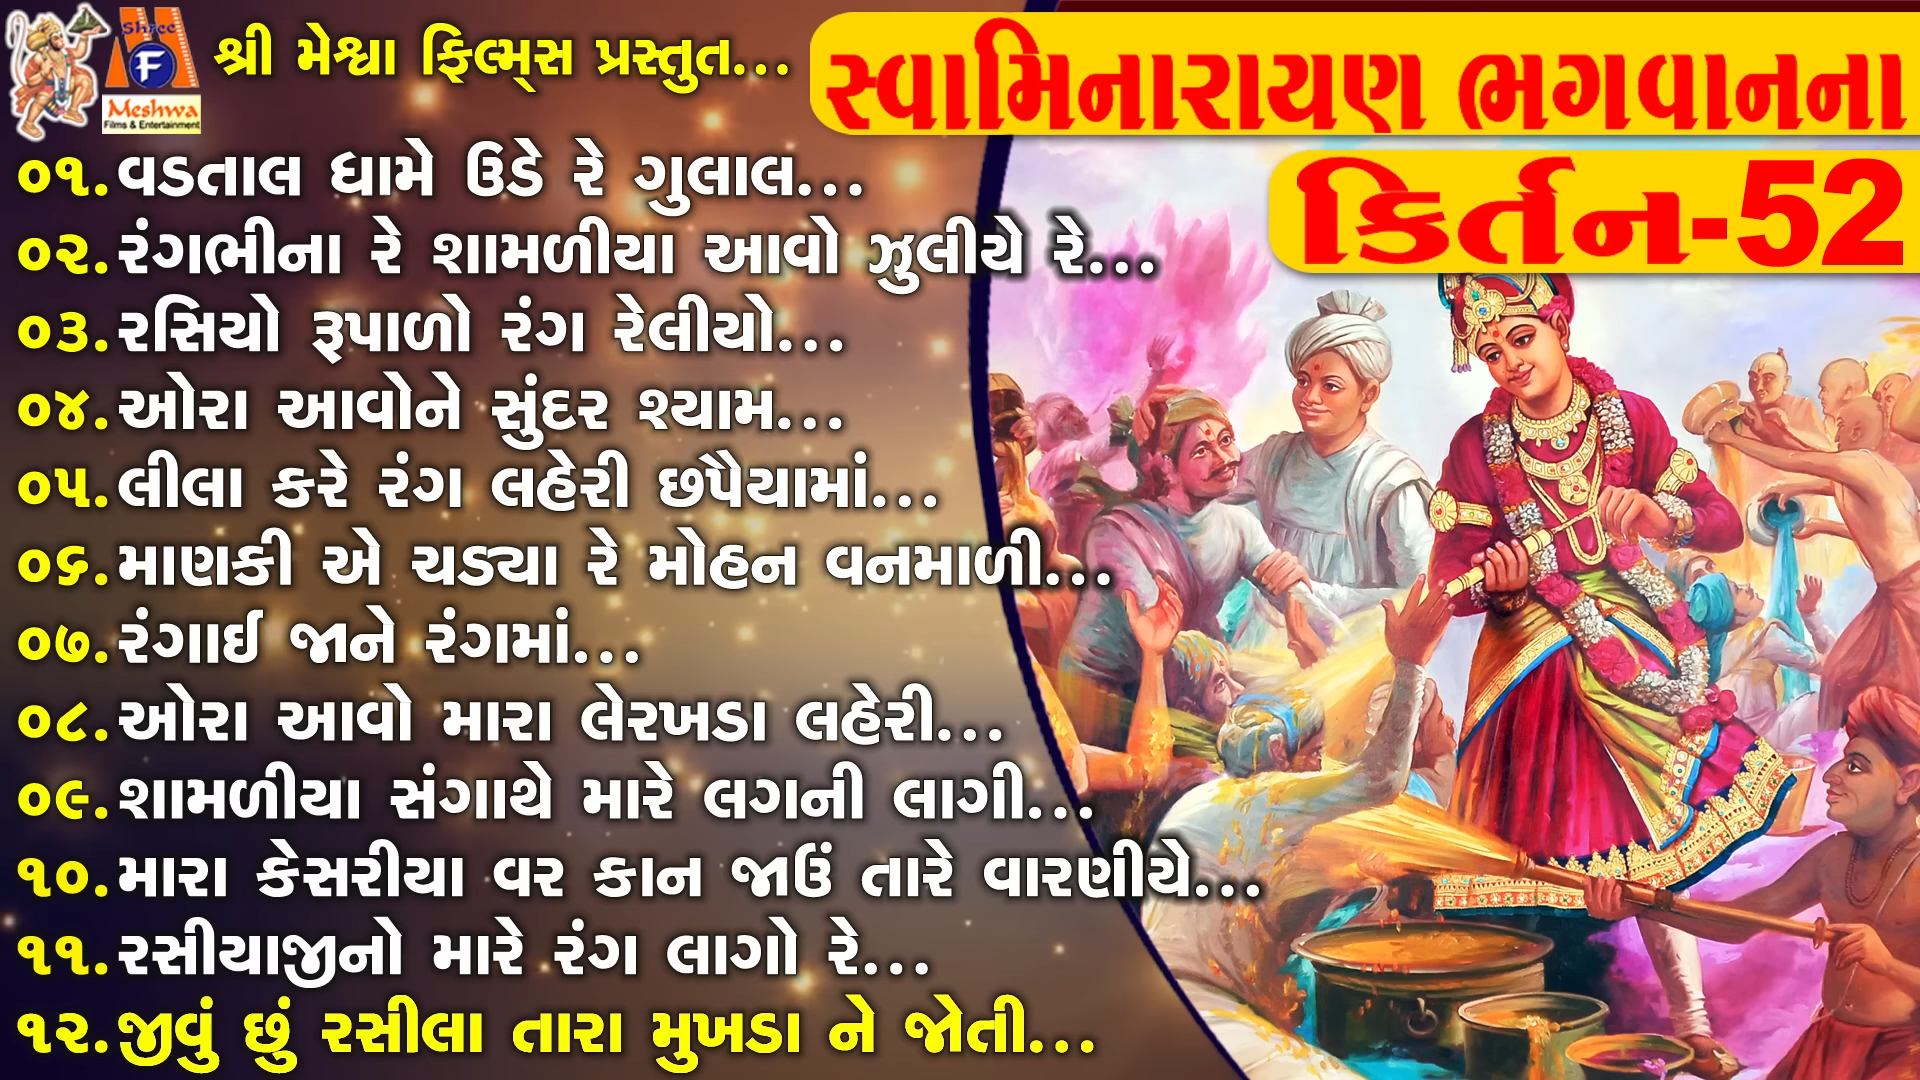 Shree
F
Meshwa
Films & Entertainment
શ્રી મેશ્વા ફિલ્મ્સ પ્રસ્તુત...
સ્વામિનારાયણ ભગવાનના
કિર્તન-52
૦૧.વડતાલ ધામે ઉડે રે ગુલાલ...
૦૨.રંગભીના રે શામળીયા આવો ઝુલીયે રે...
૦૩.રસિયો રૂપાળો રંગ રેલીયો...
૦૪.ઓરા આવોને સુંદર શ્યામ...
૦૫.લીલા કરે રંગ લહેરી છપૈયામાં...
૦૬.માણકી એ ચડ્યા રે મોહન વનમાળી...
૦૭.રંગાઈ જાને રંગમાં...
૦૮.ઓરા આવો મારા લેરખડા લહેરી...
૦૯.શામળીયા સંગાથે મારે લગની લાગી...
૧૦.મારા કેસરીયા વર કાન જાઉં તારે વારણીયે...
૧૧.રસીયાજીનો મારે રંગ લાગો રે...
૧૨.જીવું છું રસીલા તારા મુખડા ને જોતી...